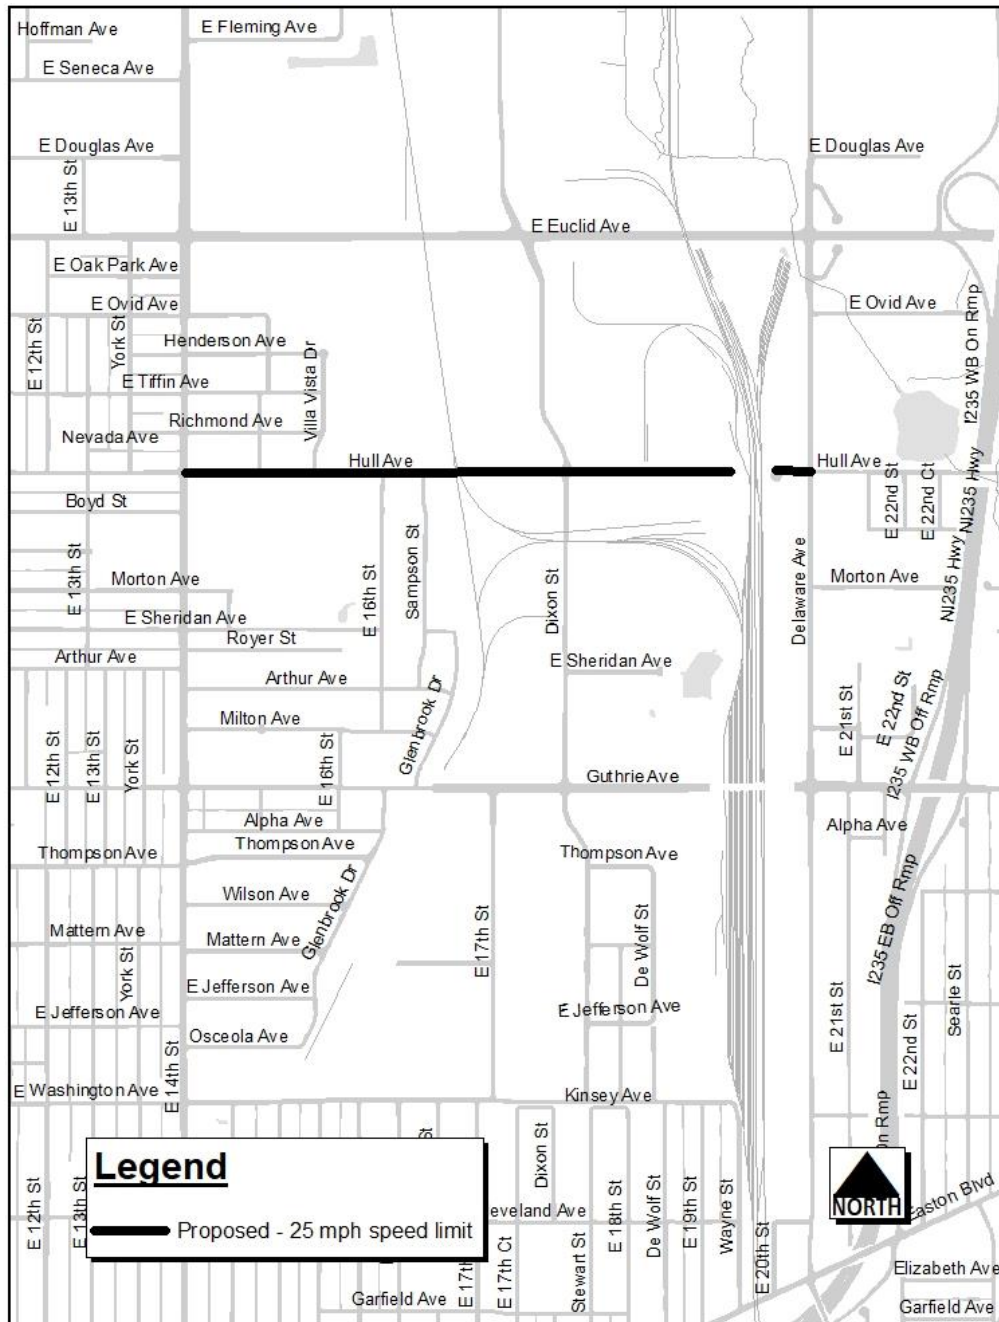 Hoffman Ave
E Fleming Ave
E Seneca Ave
E Douglas Ave
E Douglas Ave
E 13th St
E Euclid Ave
E Oak Park Ave
E Ovid Ave
E Ovid Ave
E 12th St
York St
Henderson Ave
Villa Vista Dr
I235 WB On Rmp
E Tiffin Ave
Richmond Ave
Nevada Ave
Hull Ave
Hull Ave
E 22nd St
E 22nd Ct
NI235 Hwy
NI235 Hwy
Boyd St
E 13th St
Morton Ave
E 16th St
Sampson St
Dixon St
Delaware Ave
Morton Ave
E Sheridan Ave
Royer St
Arthur Ave
E Sheridan Ave
Arthur Ave
Milton Ave
Glenbrook Dr
E 21st St
E 22nd St
I235 WB Off Rmp
E 12th St
E 13th St
York St
E 16th St
Guthrie Ave
Alpha Ave
Alpha Ave
Thompson Ave
Thompson Ave
Thompson Ave
Wilson Ave
Glenbrook Dr
I235 EB Off Rmp
Mattern Ave
Mattern Ave
E 17th St
De Wolf St
York St
E Jefferson Ave
E Jefferson Ave
E Jefferson Ave
E 21st St
Searle St
Osceola Ave
E 14th St
E 22nd St
E Washington Ave
Kinsey Ave
on Rmp
St
Legend
Proposed - 25 mph speed limit
NORTH
E 12th St
E 13th St
Dixon St
eveland Ave
E 17th
E 17th Ct
Stewart St
E 18th St
De Wolf St
E 19th St
Wayne St
E 20th St
Easton Blvd
Elizabeth Ave
Garfield Ave
Garfield Ave